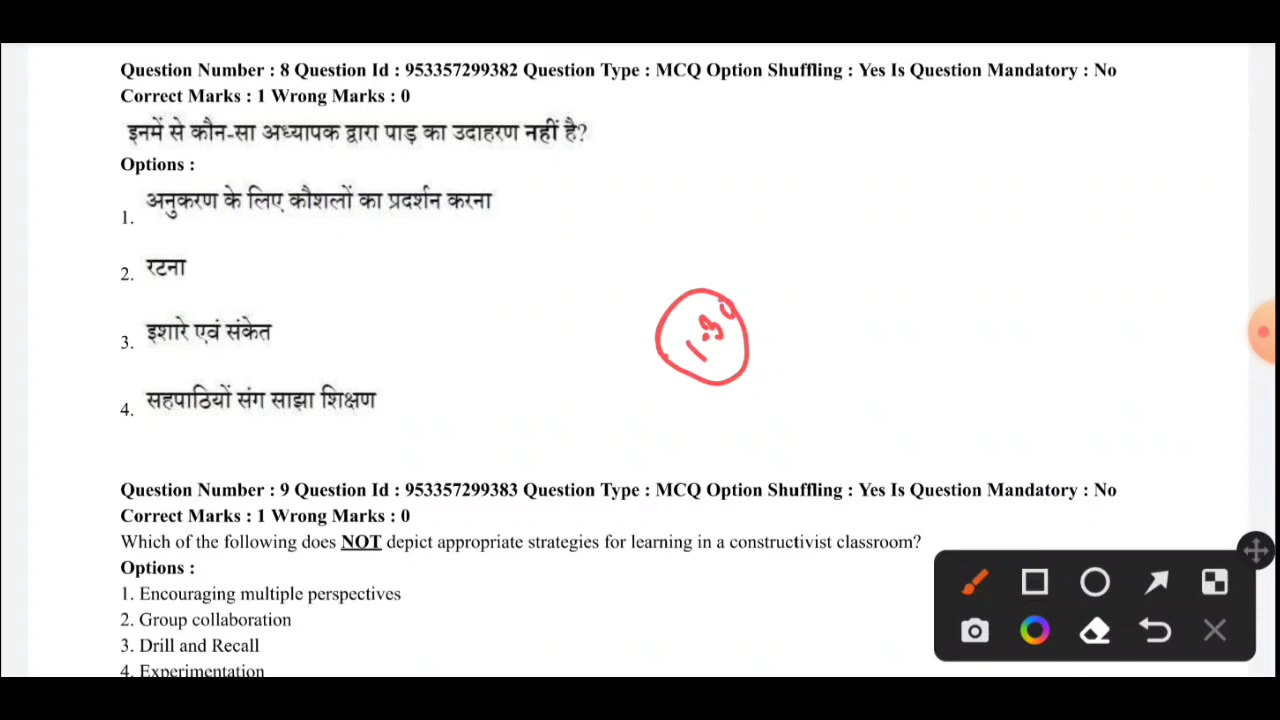 Question Number : 8 Question Id : 953357299382 Question Type : MCQ Option Shuffling : Yes Is Question Mandatory : No
Correct Marks : 1 Wrong Marks : 0
इनमें से कौन-सा अध्यापक द्वारा पाड़ का उदाहरण नहीं है?
Options :
1. अनुकरण के लिए कौशलों का प्रदर्शन करना
2. रटना
3. इशारे एवं संकेत
1.30
4. सहपाठियों संग साझा शिक्षण
Question Number : 9 Question Id : 953357299383 Question Type : MCQ Option Shuffling : Yes Is Question Mandatory : No
Correct Marks : 1 Wrong Marks : 0
Which of the following does NOT depict appropriate strategies for learning in a constructivist classroom?
Options :
1. Encouraging multiple perspectives
2. Group collaboration
3. Drill and Recall
4. Experimentation